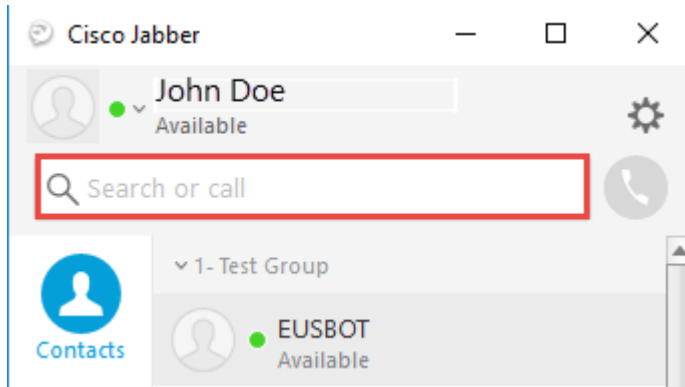 Cisco Jabber
John Doe
Available
Search or call
1- Test Group
EUSBOT
Available
Contacts